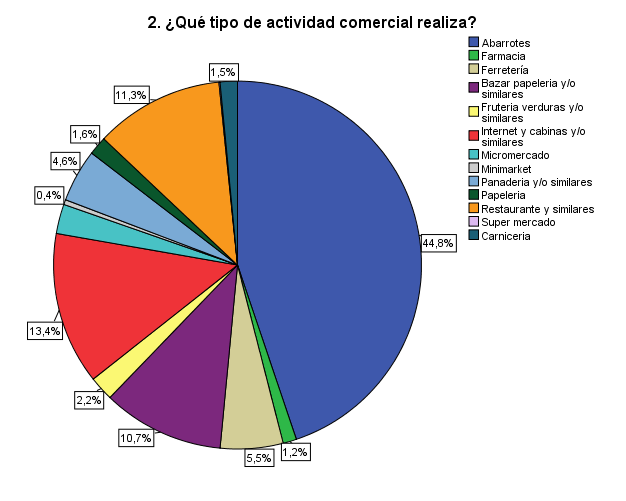 2. ¿Qué tipo de actividad comercial realiza?
Abarrotes
Farmacia
Ferretería
Bazar papeleria y/o
similares
Fruteria verduras y/o
similares
Internet y cabinas y/o
similares
Micromercado
Minimarket
Panaderia y/o similares
Papeleria
Restaurante y similares
Super mercado
Carniceria
1,5%
11,3%
1,6%
4,6%
0,4%
44,8%
13,4%
2,2%
10,7%
5,5%
1,2%